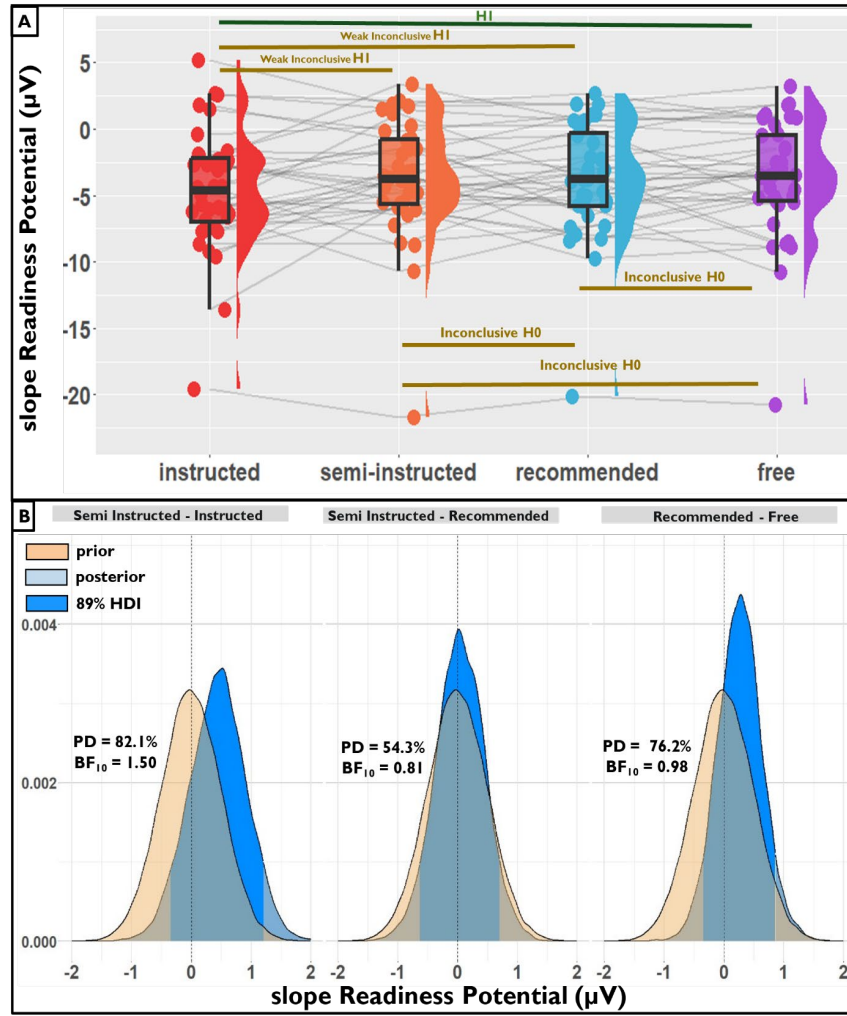 A
HI
Weak Inconclusive HI
Weak Inconclusive HI
slope Readiness Potential (µV)
5
0
-5
-10
-15
-20
Inconclusive H0
Inconclusive H0
Inconclusive H0
instructed semi-instructed recommended free
B
Semi Instructed - Instructed
Semi Instructed - Recommended
Recommended - Free
prior
posterior
89% HDI
0.004
0.002
0.000
PD = 82.1%
BF₁₀ = 1.50
PD = 54.3%
BF₁₀ = 0.81
PD = 76.2%
BF₁₀ = 0.98
-2 -1 0 1 2 -2 -1 0 1 2 -2 -1 0 1 2
slope Readiness Potential (µV)